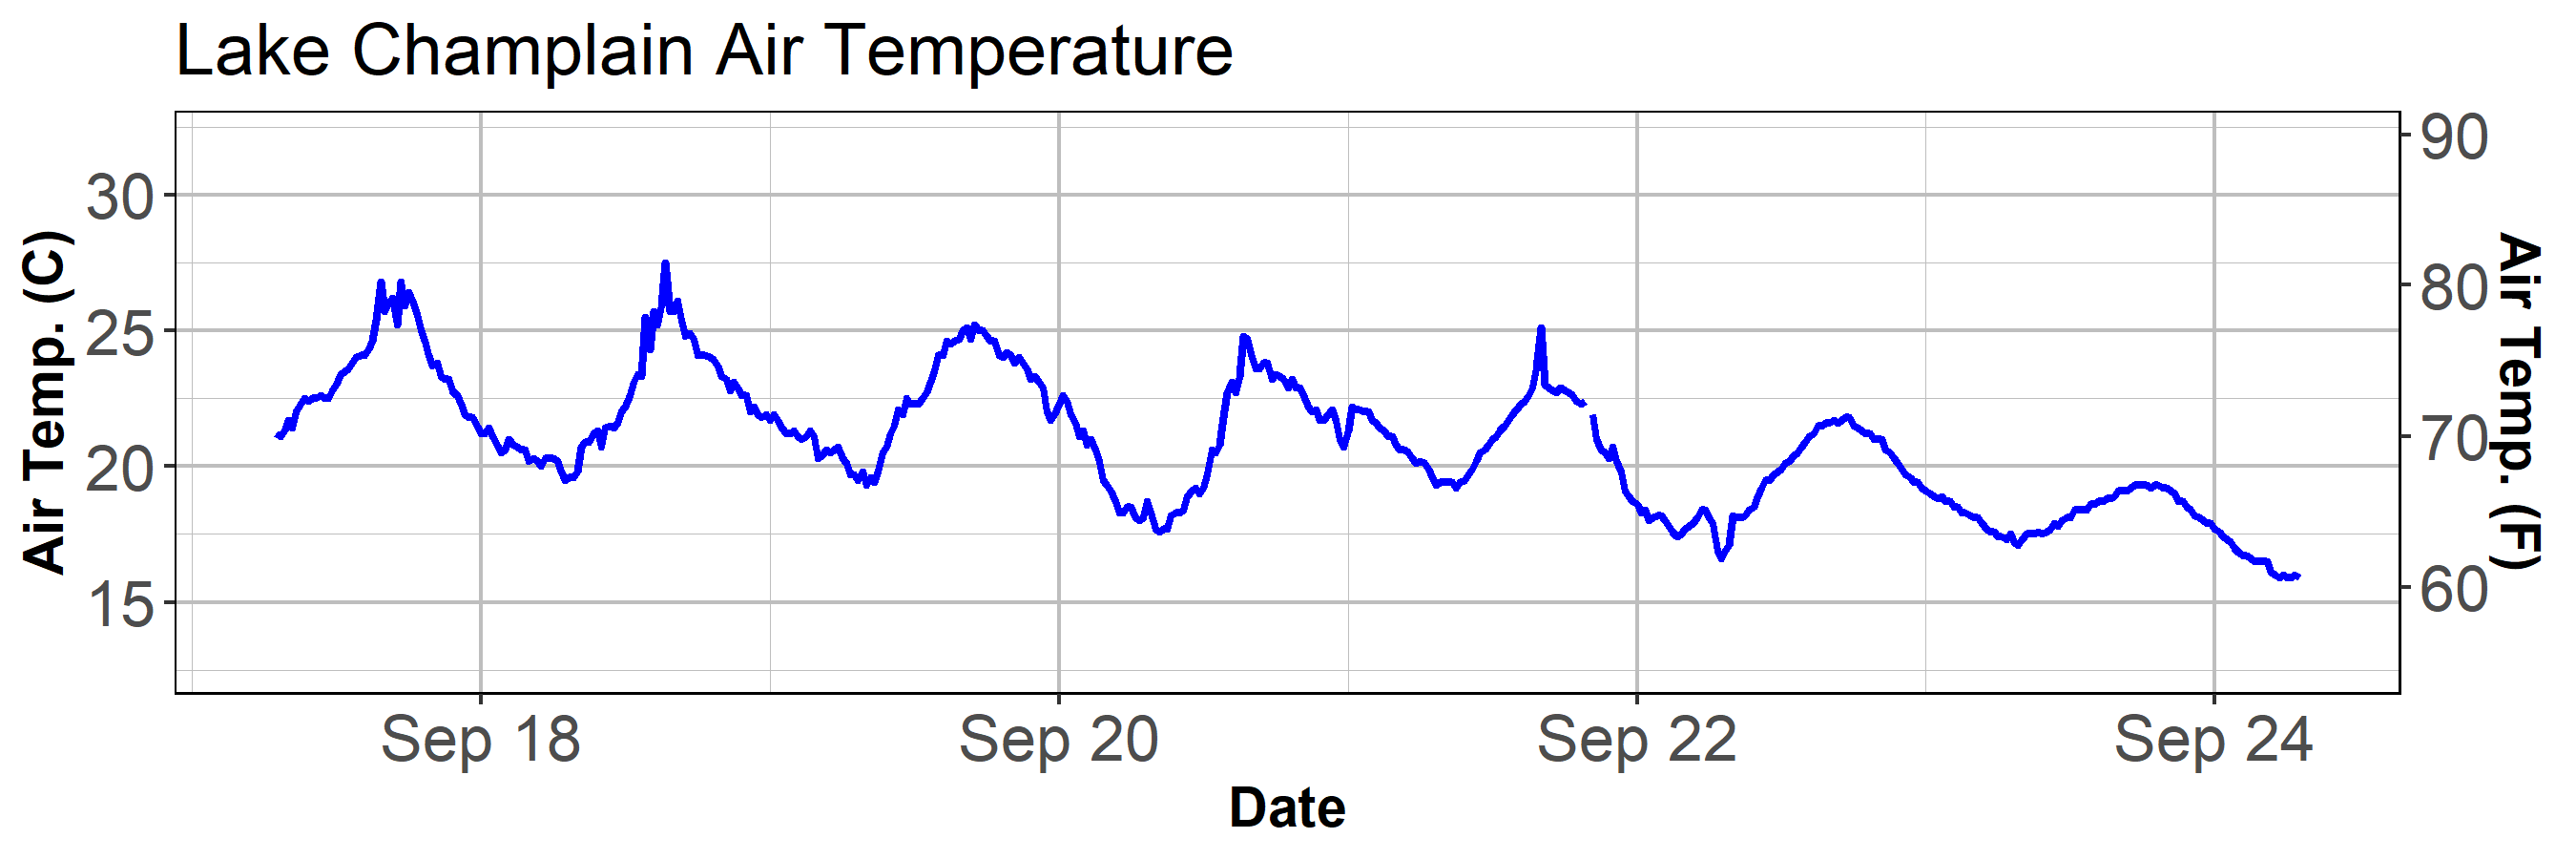 Lake Champlain Air Temperature
Air Temp. (C)
30
25
20
15
90
80
70
60
Air Temp. (F)
Sep 18 Sep 20 Sep 22 Sep 24
Date